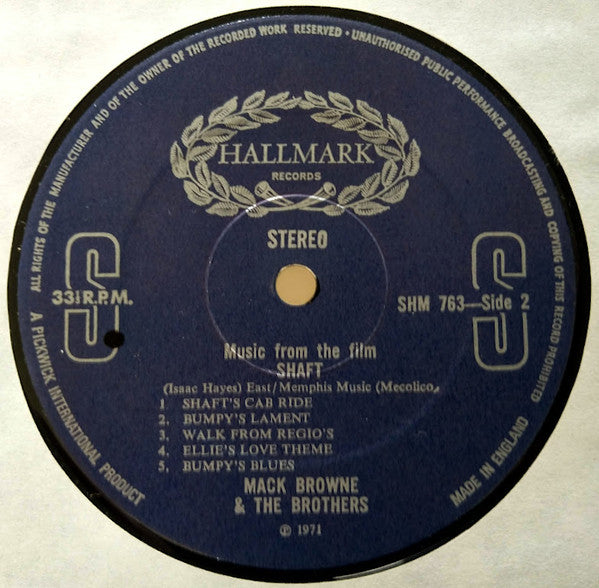 ALL RIGHTS OF THE MANUFACTURER AND OF THE OWNER OF THE RECORDED WORK RESERVED · UNAUTHORISED PUBLIC PERFORMANCE BROADCASTING AND COPYING OF THIS RECORD PROHIBITED
HALLMARK
RECORDS
STEREO
S S
33⅓ R.P.M.
SHM 763—Side 2
Music from the film
SHAFT
(Isaac Hayes) East/Memphis Music (Mecolico)
1. SHAFT'S CAB RIDE
2. BUMPY'S LAMENT
3. WALK FROM REGIO'S
4. ELLIE'S LOVE THEME
5. BUMPY'S BLUES
MACK BROWNE
& THE BROTHERS
℗ 1971
A PICKWICK INTERNATIONAL PRODUCT
MADE IN ENGLAND